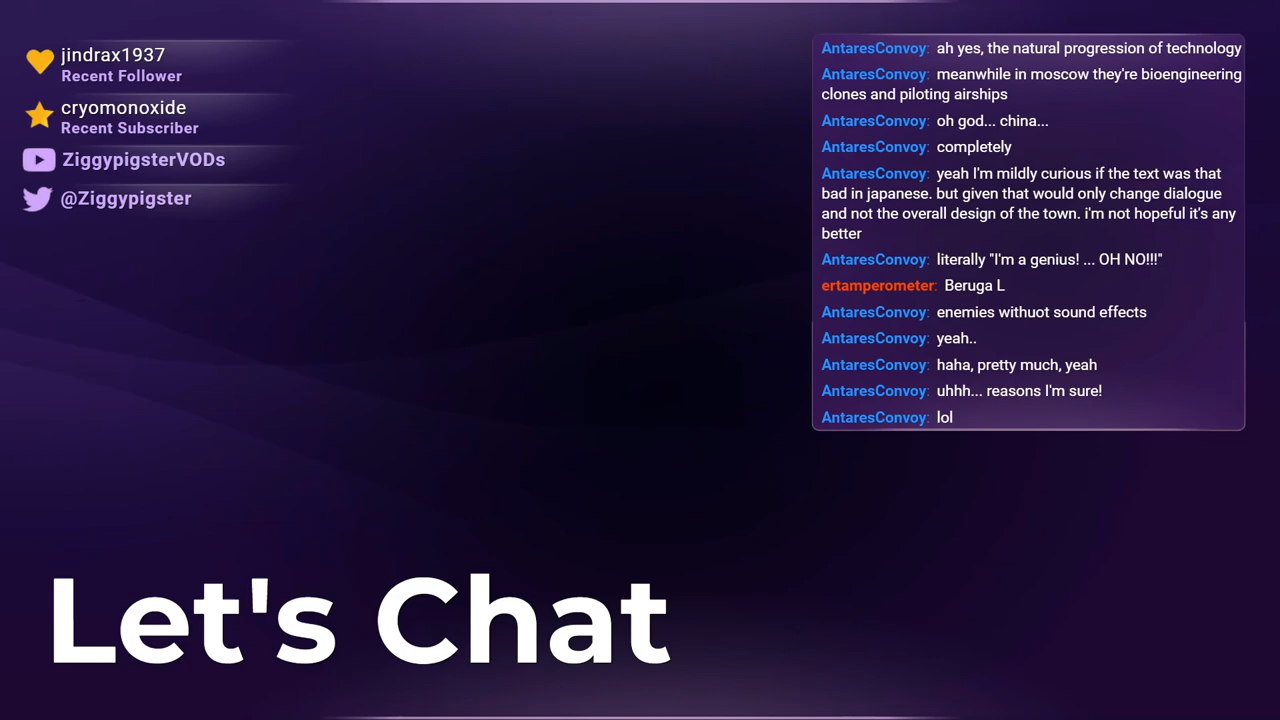 jindrax1937
Recent Follower
cryomonoxide
Recent Subscriber
ZiggypigsterVODs
@Ziggypigster
AntaresConvoy: ah yes, the natural progression of technology
AntaresConvoy: meanwhile in moscow they're bioengineering
clones and piloting airships
AntaresConvoy: oh god... china...
AntaresConvoy: completely
AntaresConvoy: yeah I'm mildly curious if the text was that
bad in japanese. but given that would only change dialogue
and not the overall design of the town. i'm not hopeful it's any
better
AntaresConvoy: literally "I'm a genius! ... OH NO!!!"
ertamperometer: Beruga L
AntaresConvoy: enemies withuot sound effects
AntaresConvoy: yeah..
AntaresConvoy: haha, pretty much, yeah
AntaresConvoy: uhhh... reasons I'm sure!
AntaresConvoy: lol
Let's Chat